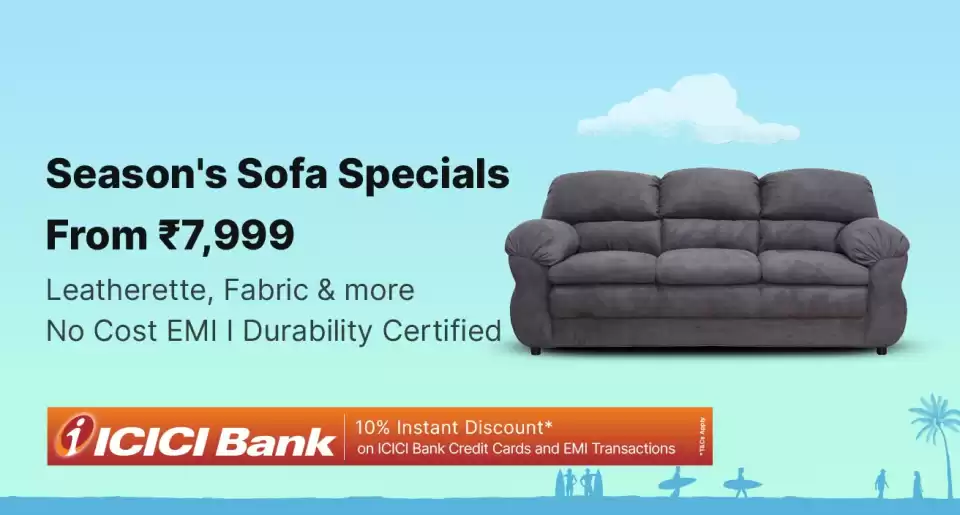 Season's Sofa Specials
From ₹7,999
Leatherette, Fabric & more
No Cost EMI I Durability Certified
i ICICI Bank
10% Instant Discount*
on ICICI Bank Credit Cards and EMI Transactions
*T&Cs Apply